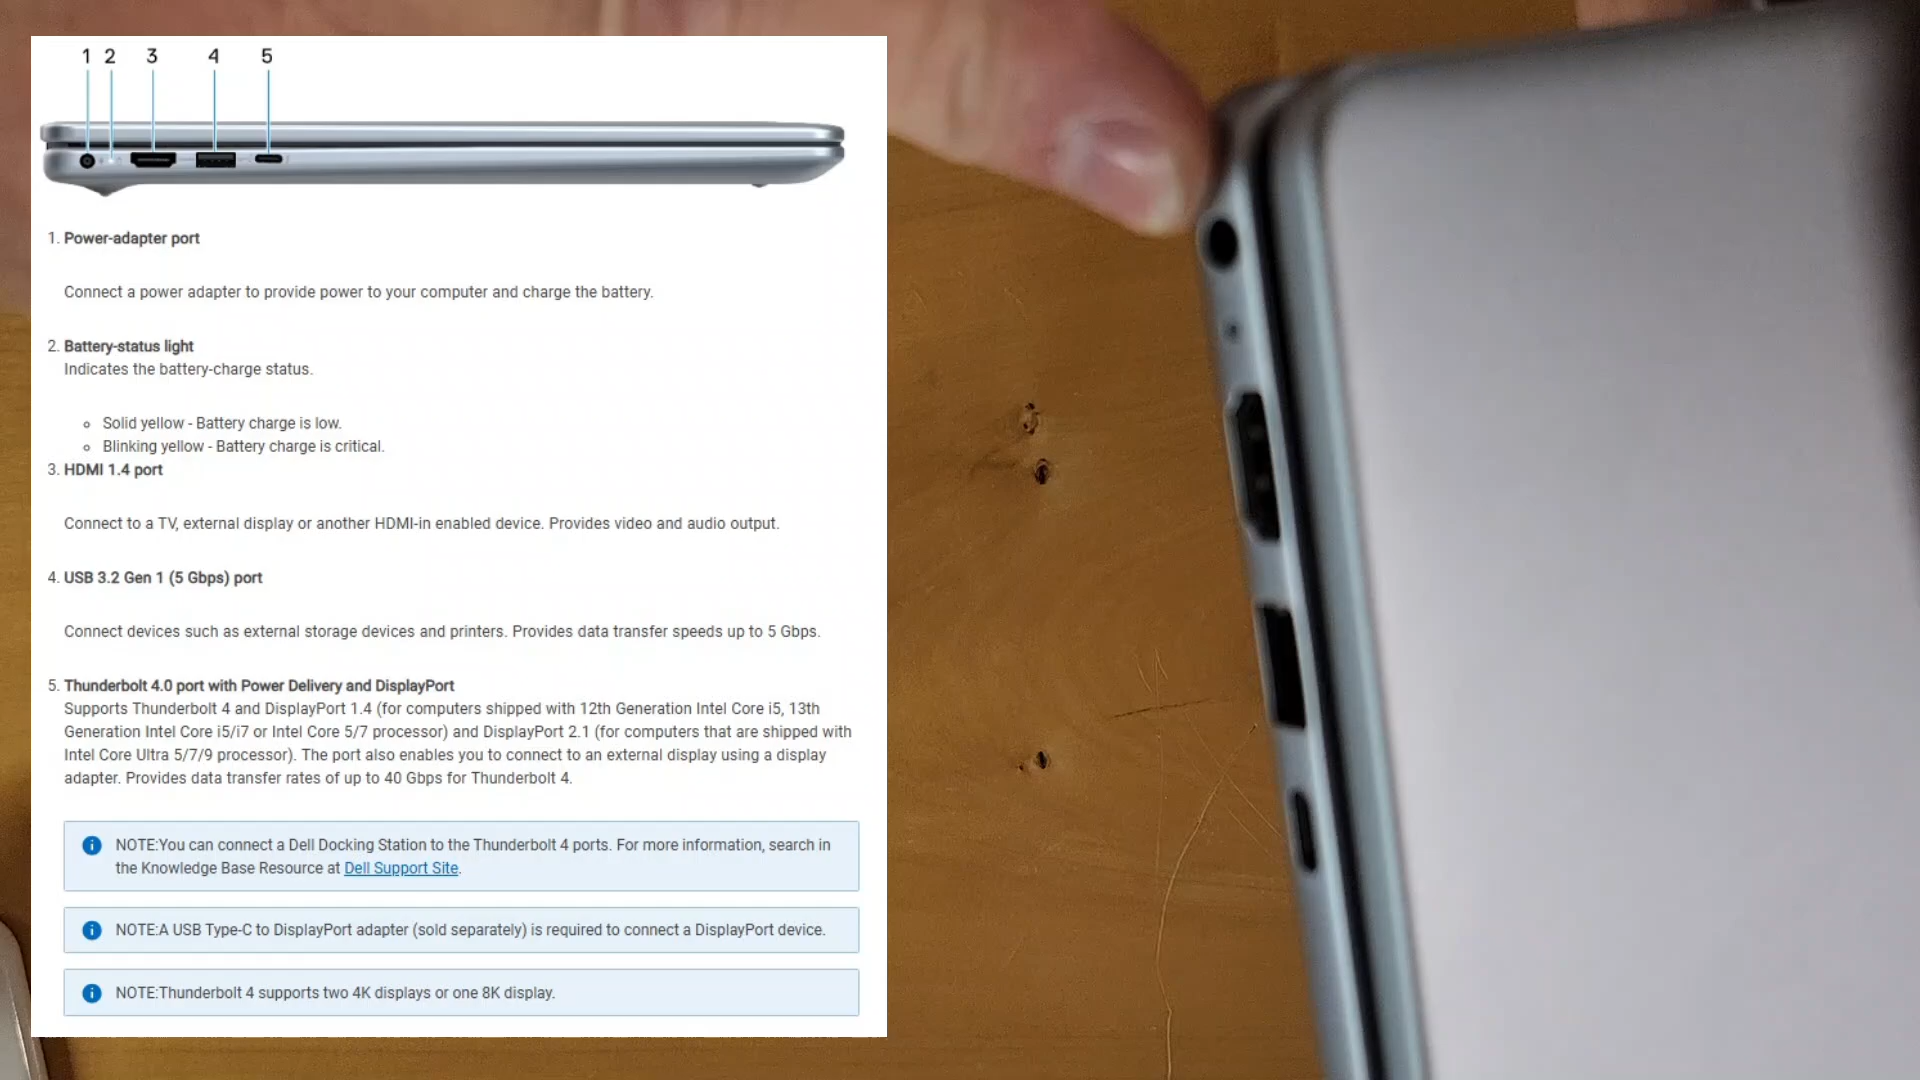 1 2 3 4 5
1. Power-adapter port
Connect a power adapter to provide power to your computer and charge the battery.
2. Battery-status light
Indicates the battery-charge status.
Solid yellow - Battery charge is low.
Blinking yellow - Battery charge is critical.
3. HDMI 1.4 port
Connect to a TV, external display or another HDMI-in enabled device. Provides video and audio output.
4. USB 3.2 Gen 1 (5 Gbps) port
Connect devices such as external storage devices and printers. Provides data transfer speeds up to 5 Gbps.
5. Thunderbolt 4.0 port with Power Delivery and DisplayPort
Supports Thunderbolt 4 and DisplayPort 1.4 (for computers shipped with 12th Generation Intel Core i5, 13th
Generation Intel Core i5/i7 or Intel Core 5/7 processor) and DisplayPort 2.1 (for computers that are shipped with
Intel Core Ultra 5/7/9 processor). The port also enables you to connect to an external display using a display
adapter. Provides data transfer rates of up to 40 Gbps for Thunderbolt 4.
NOTE:You can connect a Dell Docking Station to the Thunderbolt 4 ports. For more information, search in
the Knowledge Base Resource at Dell Support Site.
NOTE:A USB Type-C to DisplayPort adapter (sold separately) is required to connect a DisplayPort device.
NOTE:Thunderbolt 4 supports two 4K displays or one 8K display.